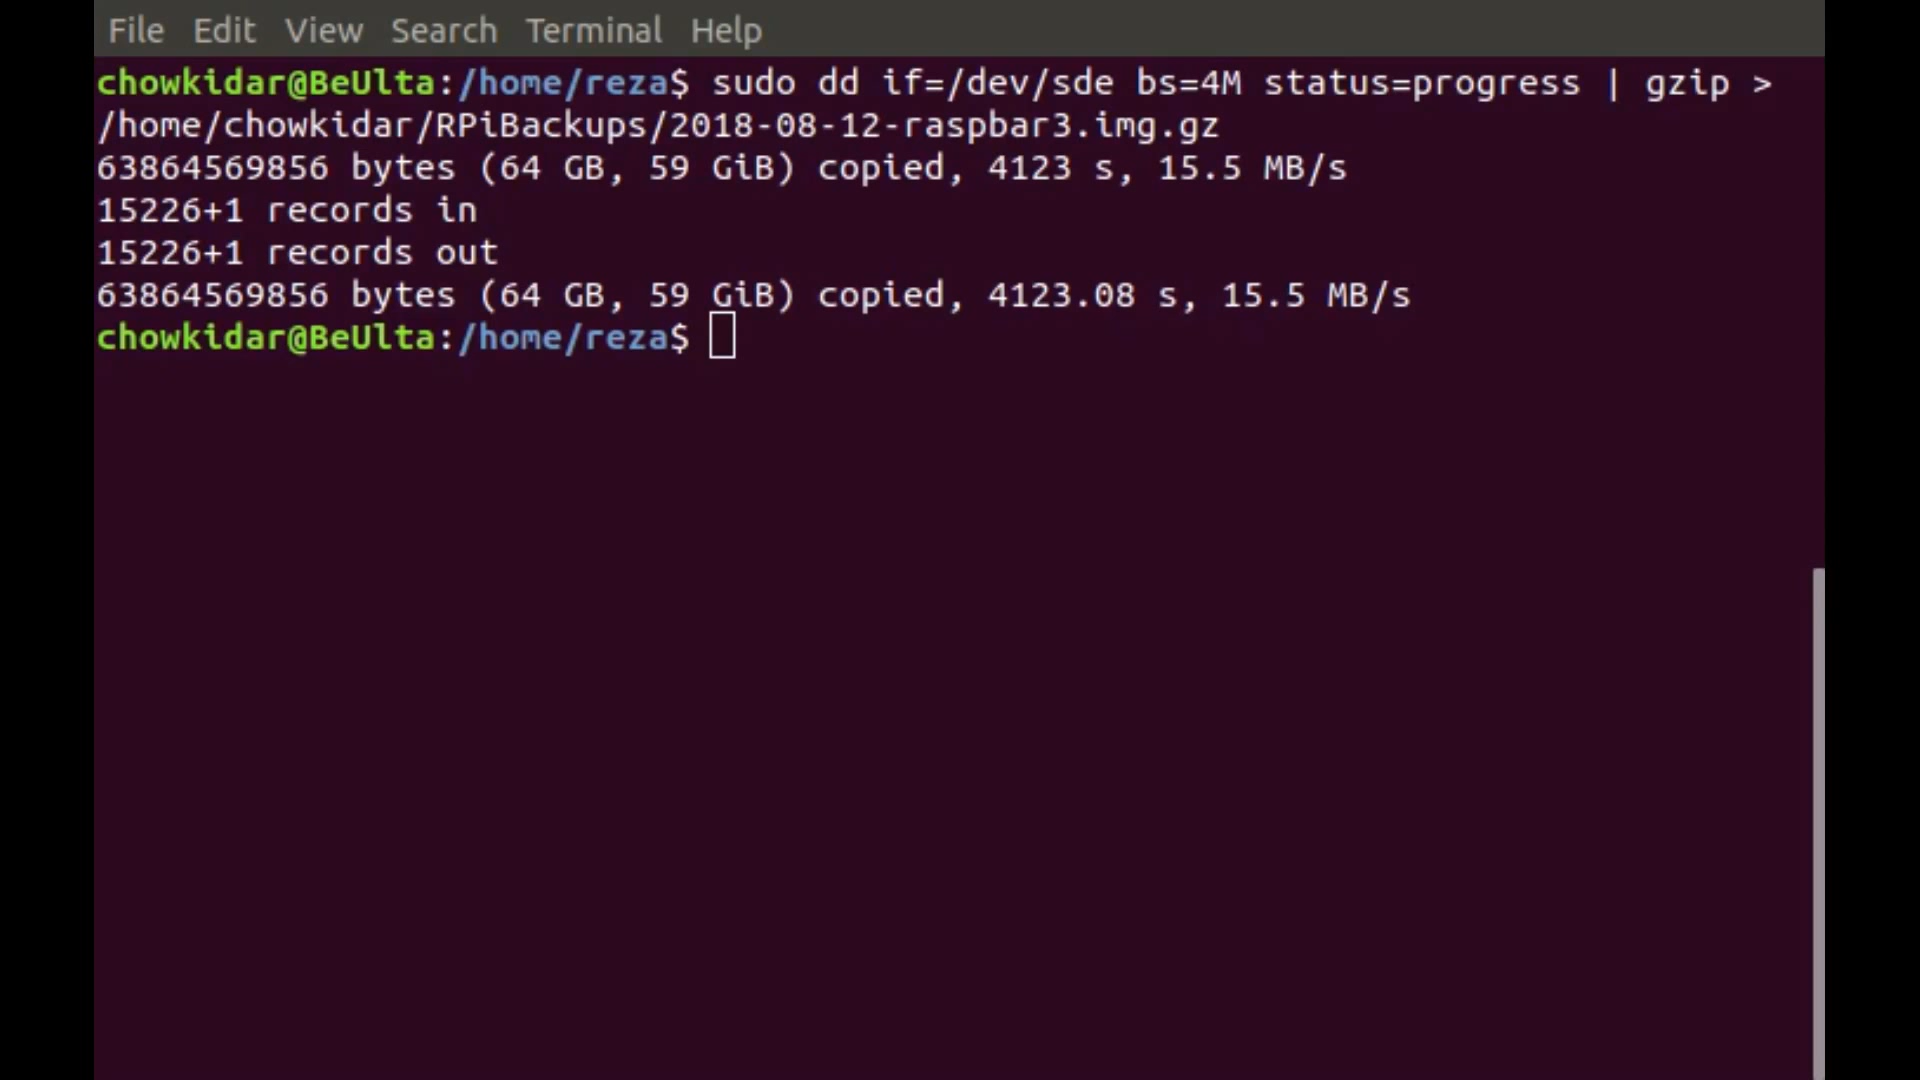 File Edit View Search Terminal Help
chowkidar@BeUlta:/home/reza$ sudo dd if=/dev/sde bs=4M status=progress | gzip >
/home/chowkidar/RPiBackups/2018-08-12-raspbar3.img.gz
63864569856 bytes (64 GB, 59 GiB) copied, 4123 s, 15.5 MB/s
15226+1 records in
15226+1 records out
63864569856 bytes (64 GB, 59 GiB) copied, 4123.08 s, 15.5 MB/s
chowkidar@BeUlta:/home/reza$